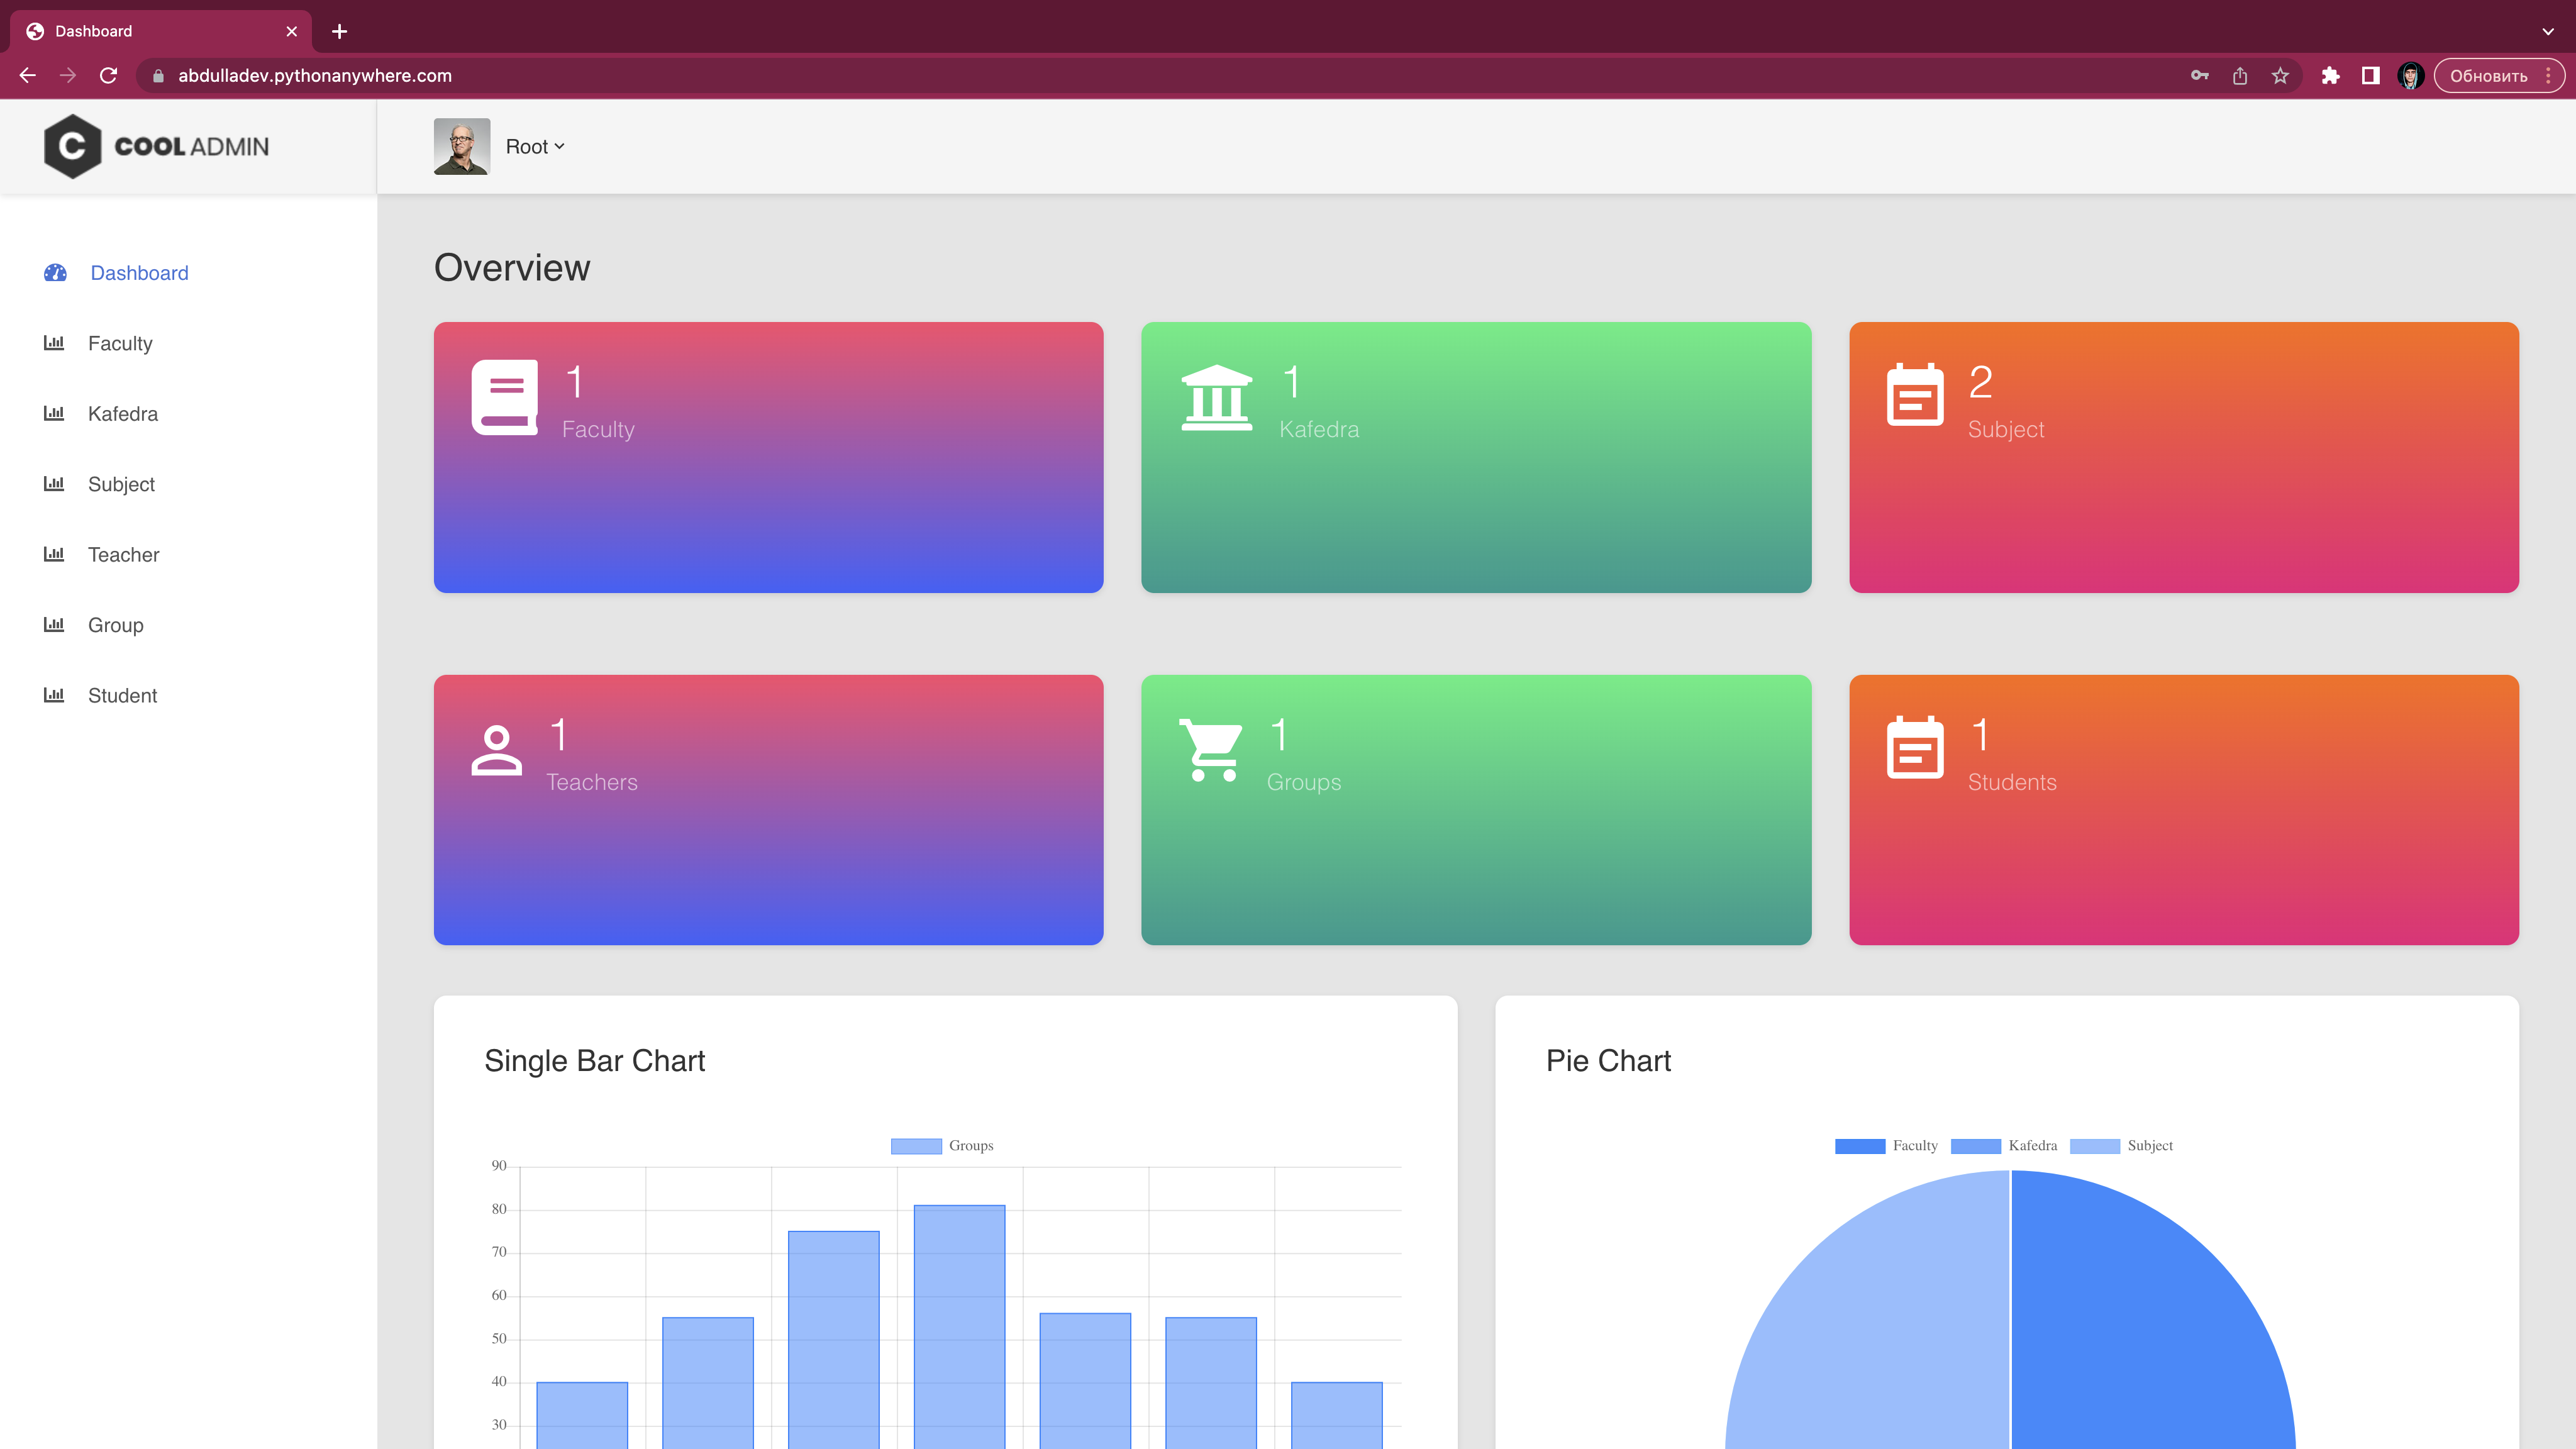 Dashboard
abdulladev.pythonanywhere.com
Обновить
C COOL ADMIN
Root
Dashboard
Faculty
Kafedra
Subject
Teacher
Group
Student
Overview
1
Faculty
1
Kafedra
2
Subject
1
Teachers
1
Groups
1
Students
Single Bar Chart
Groups
90
80
70
60
50
40
30
Pie Chart
Faculty Kafedra Subject